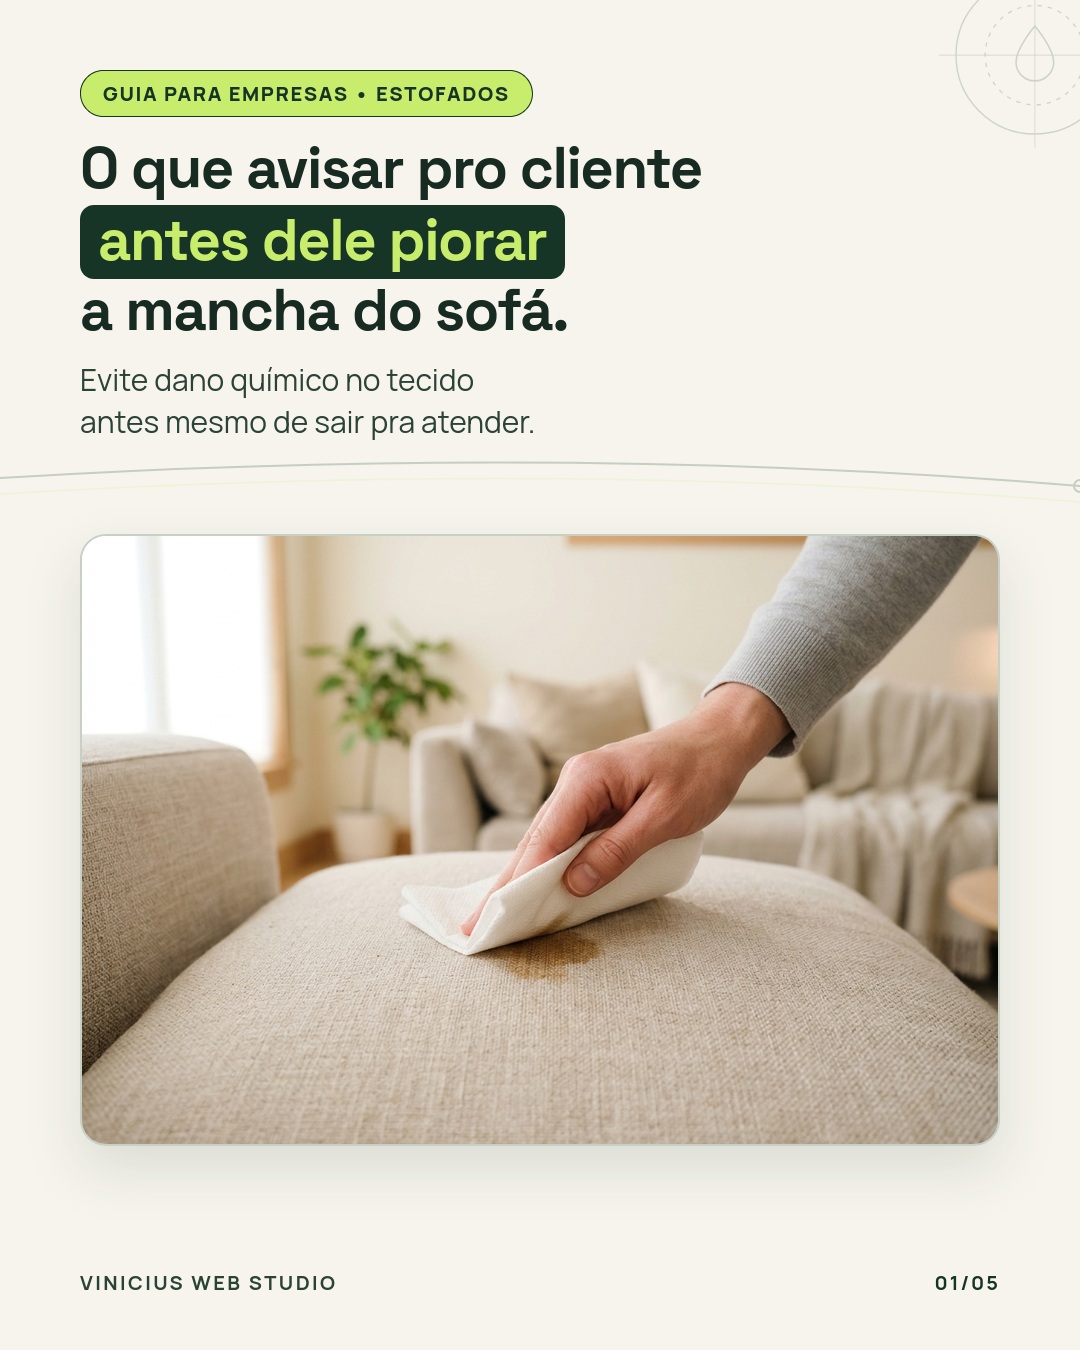 GUIA PARA EMPRESAS • ESTOFADOS
O que avisar pro cliente
antes dele piorar
a mancha do sofá.
Evite dano químico no tecido
antes mesmo de sair pra atender.
VINICIUS WEB STUDIO
01/05